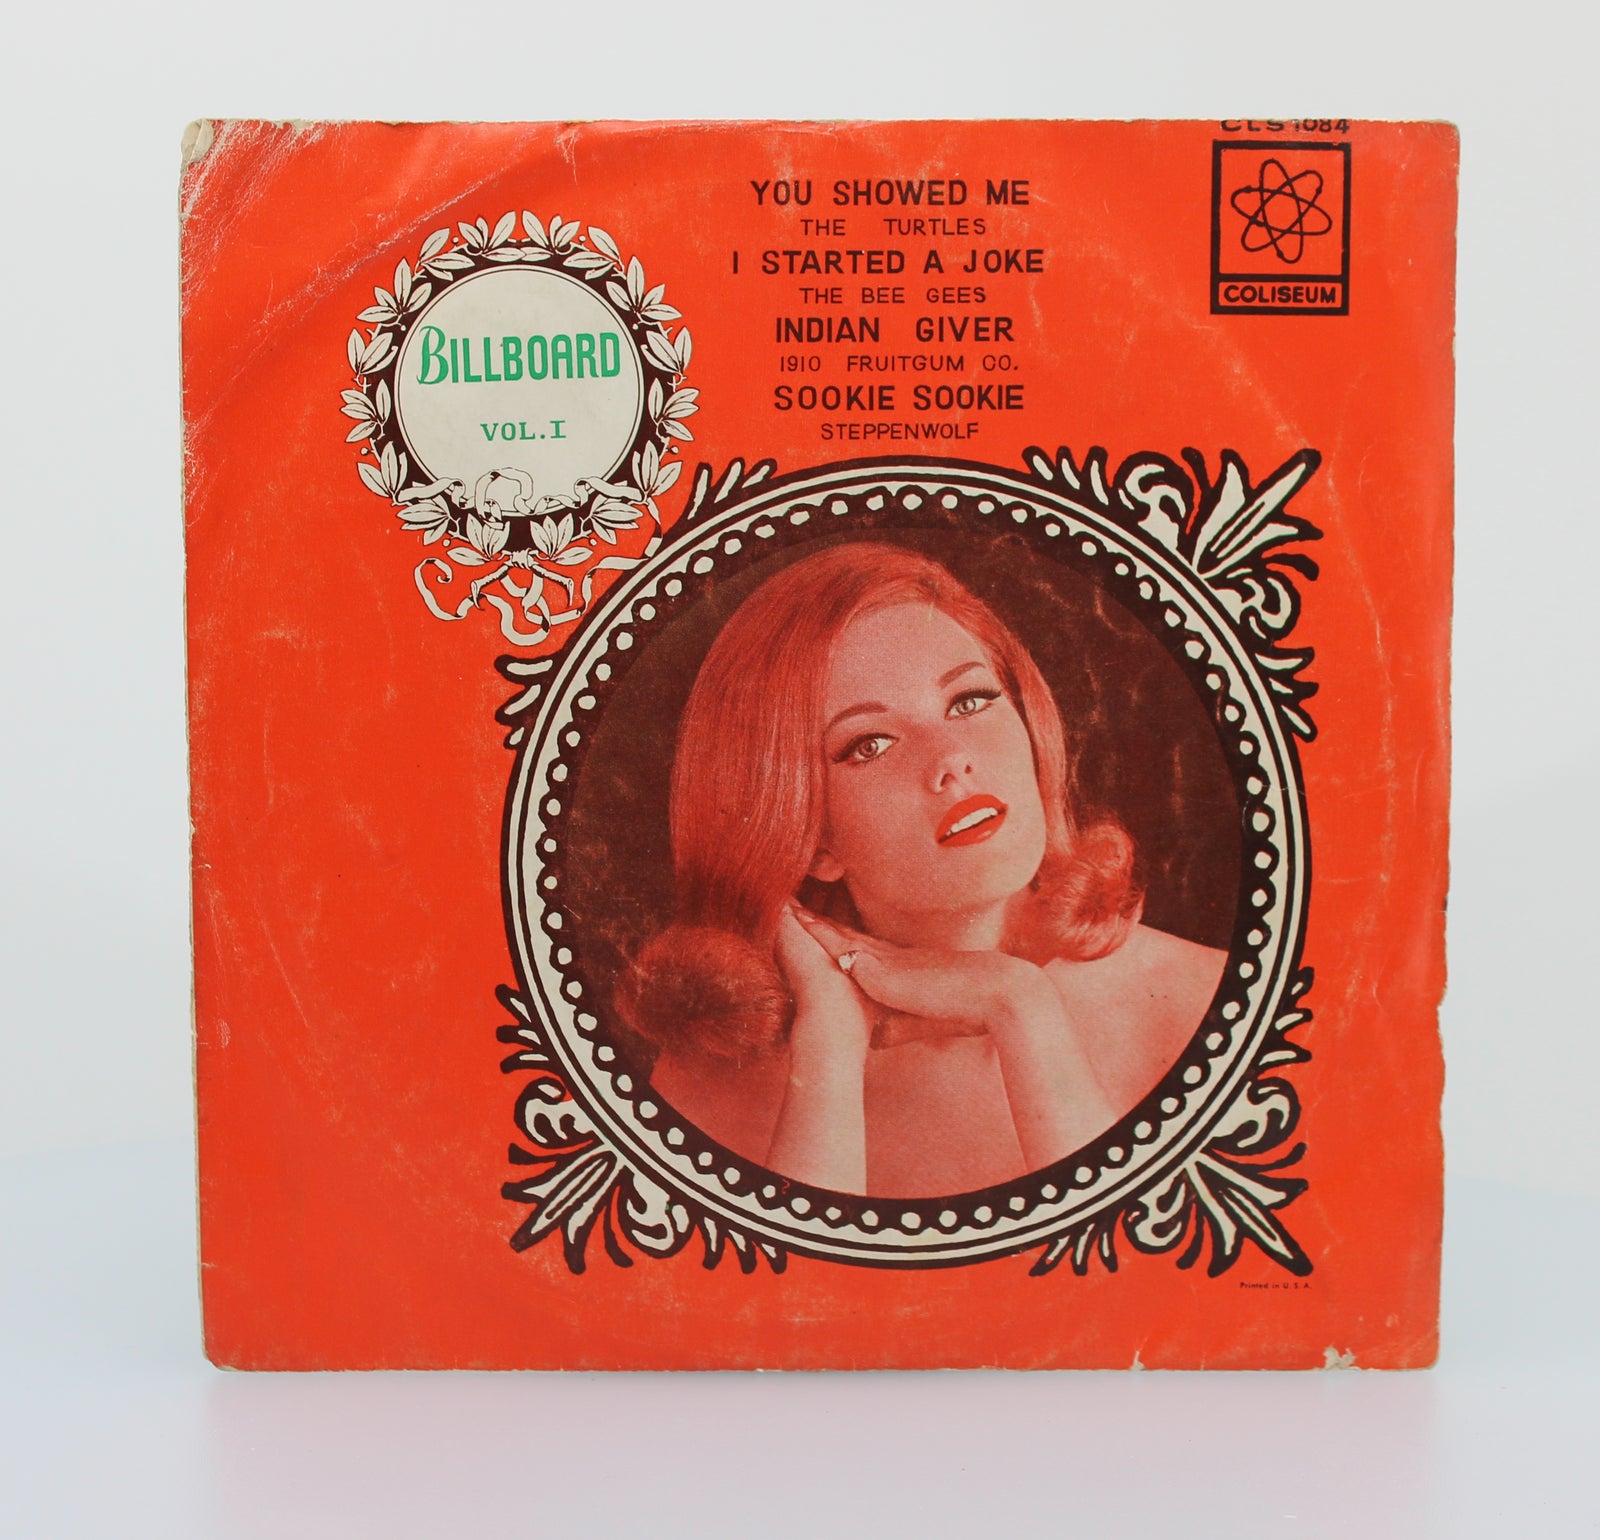 CLS 1084
COLISEUM
BILLBOARD
VOL.I
YOU SHOWED ME
THE TURTLES
I STARTED A JOKE
THE BEE GEES
INDIAN GIVER
1910 FRUITGUM CO.
SOOKIE SOOKIE
STEPPENWOLF
Printed in U. S. A.